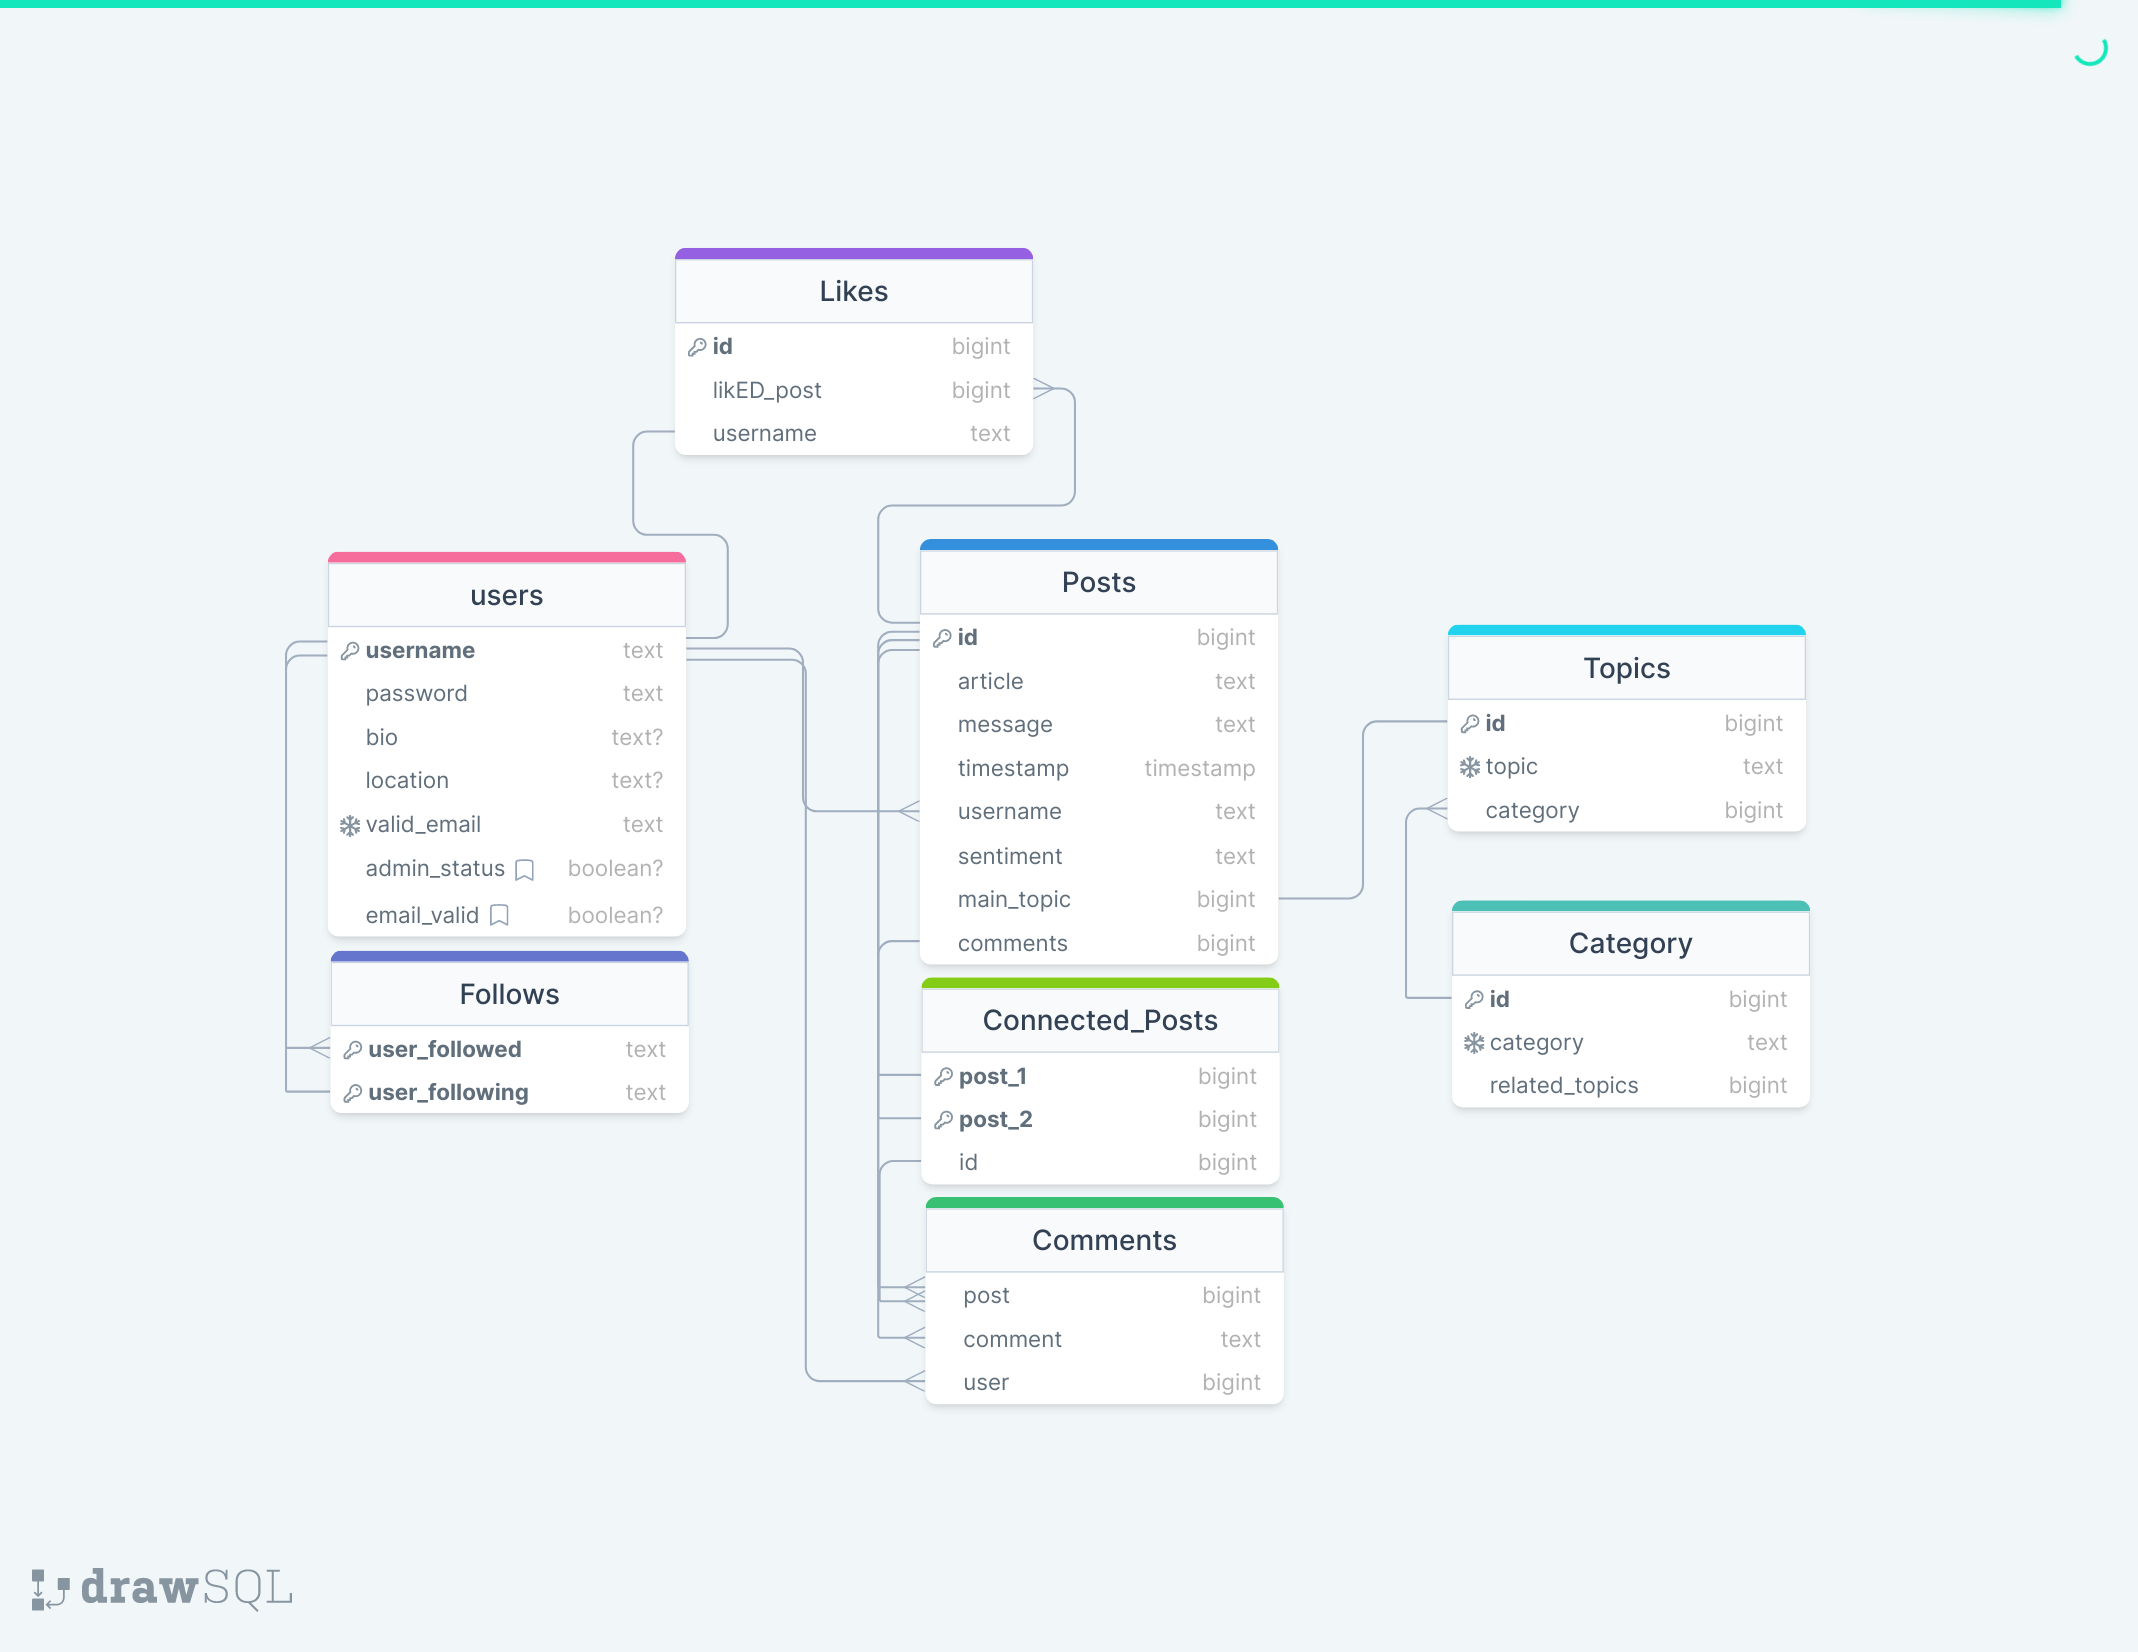 Likes
id bigint
likED_post bigint
username text
users
username text
password text
bio text?
location text?
valid_email text
admin_status boolean?
email_valid boolean?
Follows
user_followed text
user_following text
Posts
id bigint
article text
message text
timestamp timestamp
username text
sentiment text
main_topic bigint
comments bigint
Connected_Posts
post_1 bigint
post_2 bigint
id bigint
Comments
post bigint
comment text
user bigint
Topics
id bigint
topic text
category bigint
Category
id bigint
category text
related_topics bigint
drawSQL